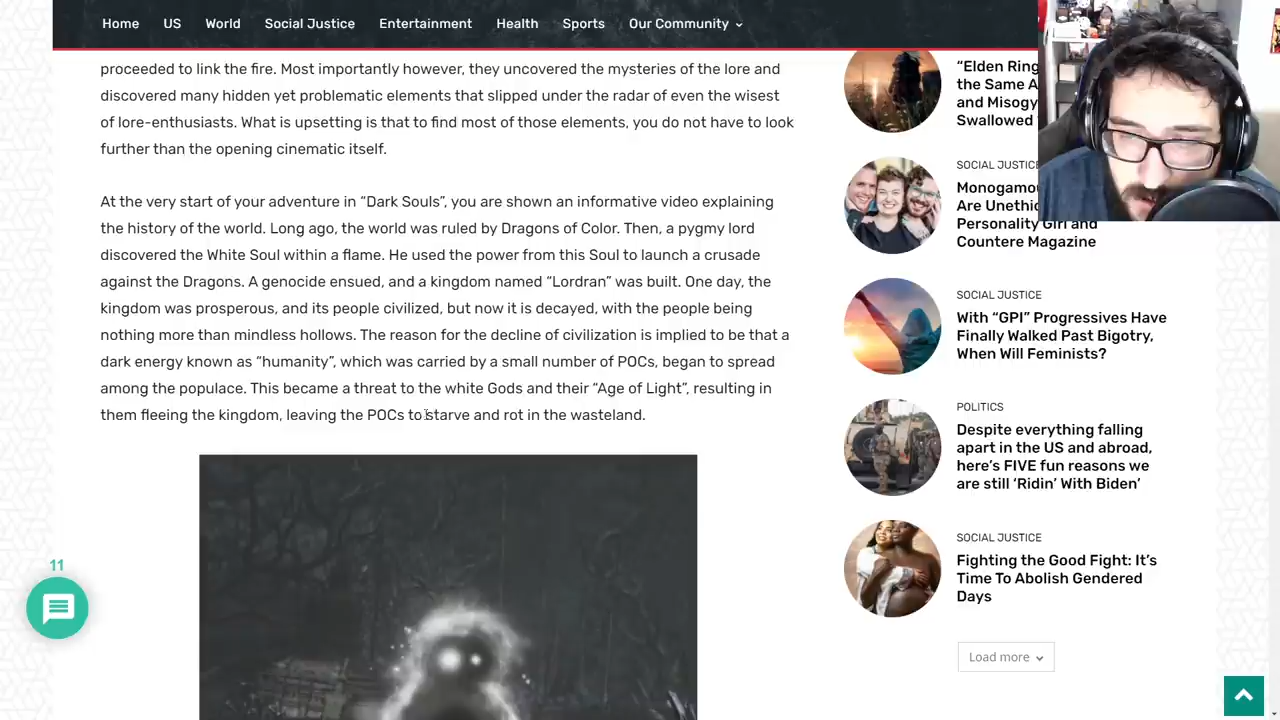 Home US World Social Justice Entertainment Health Sports Our Community
proceeded to link the fire. Most importantly however, they uncovered the mysteries of the lore and
discovered many hidden yet problematic elements that slipped under the radar of even the wisest
of lore-enthusiasts. What is upsetting is that to find most of those elements, you do not have to look
further than the opening cinematic itself.
At the very start of your adventure in “Dark Souls”, you are shown an informative video explaining
the history of the world. Long ago, the world was ruled by Dragons of Color. Then, a pygmy lord
discovered the White Soul within a flame. He used the power from this Soul to launch a crusade
against the Dragons. A genocide ensued, and a kingdom named “Lordran” was built. One day, the
kingdom was prosperous, and its people civilized, but now it is decayed, with the people being
nothing more than mindless hollows. The reason for the decline of civilization is implied to be that a
dark energy known as “humanity”, which was carried by a small number of POCs, began to spread
among the populace. This became a threat to the white Gods and their “Age of Light”, resulting in
them fleeing the kingdom, leaving the POCs to starve and rot in the wasteland.
11
“Elden Ring
the Same A
and Misogy
Swallowed
SOCIAL JUSTICE
Monogamo
Are Unethic
Personality Girl and
Countere Magazine
SOCIAL JUSTICE
With “GPI” Progressives Have
Finally Walked Past Bigotry,
When Will Feminists?
POLITICS
Despite everything falling
apart in the US and abroad,
here’s FIVE fun reasons we
are still ‘Ridin’ With Biden’
SOCIAL JUSTICE
Fighting the Good Fight: It’s
Time To Abolish Gendered
Days
Load more